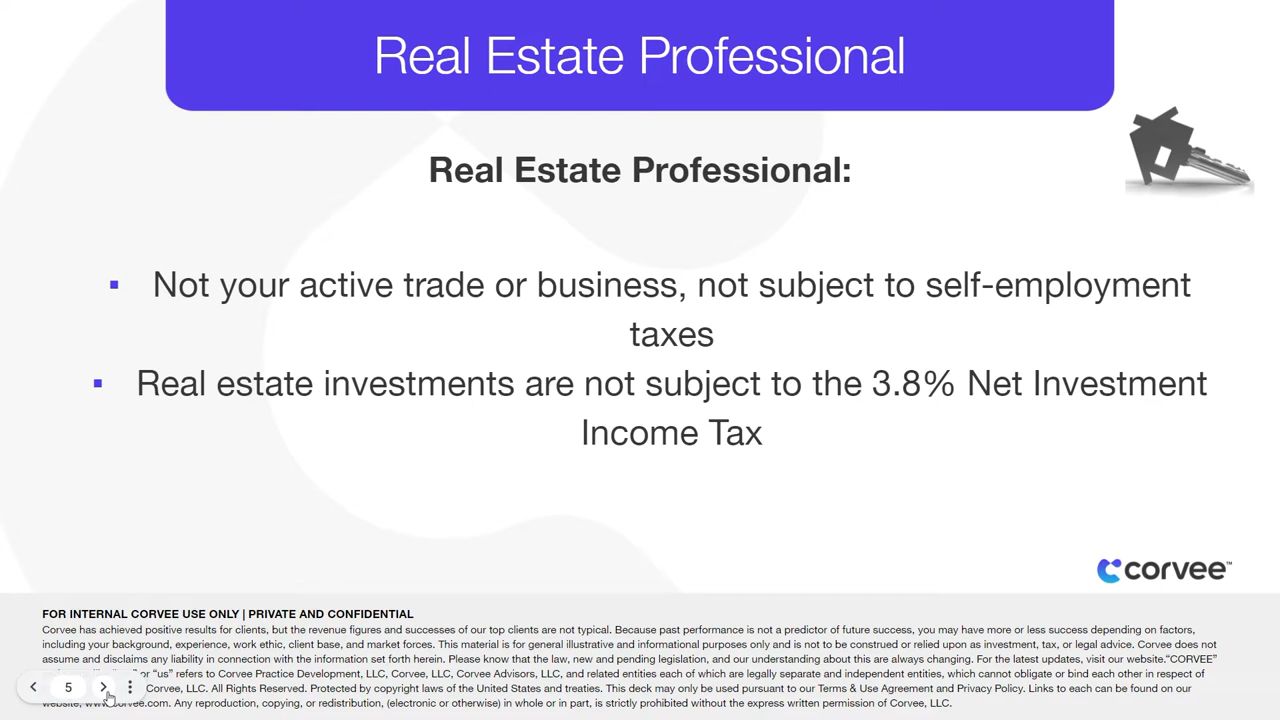 Real Estate Professional
Real Estate Professional:
▪ Not your active trade or business, not subject to self-employment
taxes
▪ Real estate investments are not subject to the 3.8% Net Investment
Income Tax
corvee™
FOR INTERNAL CORVEE USE ONLY | PRIVATE AND CONFIDENTIAL
Corvee has achieved positive results for clients, but the revenue figures and successes of our top clients are not typical. Because past performance is not a predictor of future success, you may have more or less success depending on factors,
including your background, experience, work ethic, client base, and market forces. This material is for general illustrative and informational purposes only and is not to be construed or relied upon as investment, tax, or legal advice. Corvee does not
assume and disclaims any liability in connection with the information set forth herein. Please know that the law, new and pending legislation, and our understanding about this are always changing. For the latest updates, visit our website."CORVEE"
or "us" refers to Corvee Practice Development, LLC, Corvee, LLC, Corvee Advisors, LLC, and related entities each of which are legally separate and independent entities, which cannot obligate or bind each other in respect of
5
Corvee, LLC. All Rights Reserved. Protected by copyright laws of the United States and treaties. This deck may only be used pursuant to our Terms & Use Agreement and Privacy Policy. Links to each can be found on our
website, www.corvee.com. Any reproduction, copying, or redistribution, (electronic or otherwise) in whole or in part, is strictly prohibited without the express written permission of Corvee, LLC.